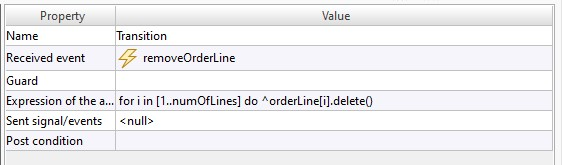 Property Value
Name Transition
Received event removeOrderLine
Guard
Expression of the a... for i in [1..numOfLines] do ^orderLine[i].delete()
Sent signal/events <null>
Post condition